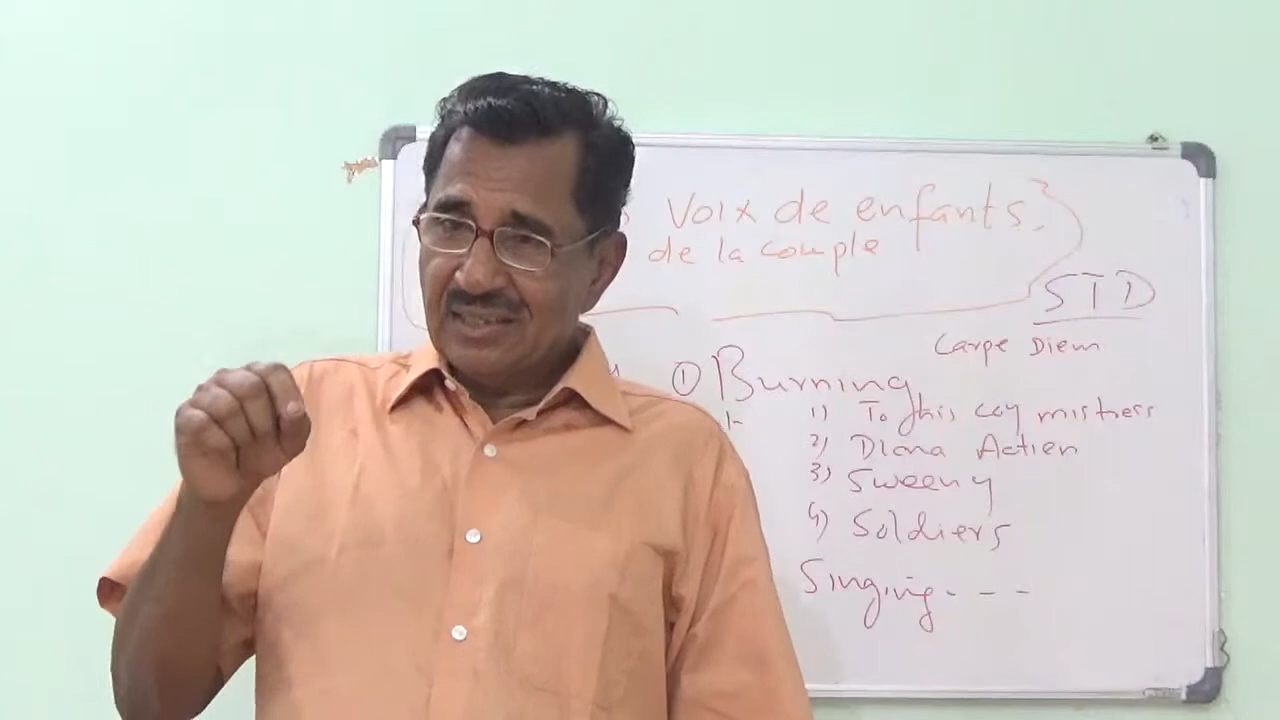 Voix de enfants,
de la couple
STD
Carpe Diem
① Burning
1) To this coy mistress
2) Diana Actien
3) Sweeny
4) Soldiers
Singing - - -